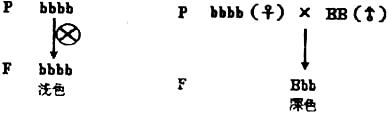 P bbbb
F bbbb
浅色
P bbbb(♀) × BB(♂)
F Bbb
深色